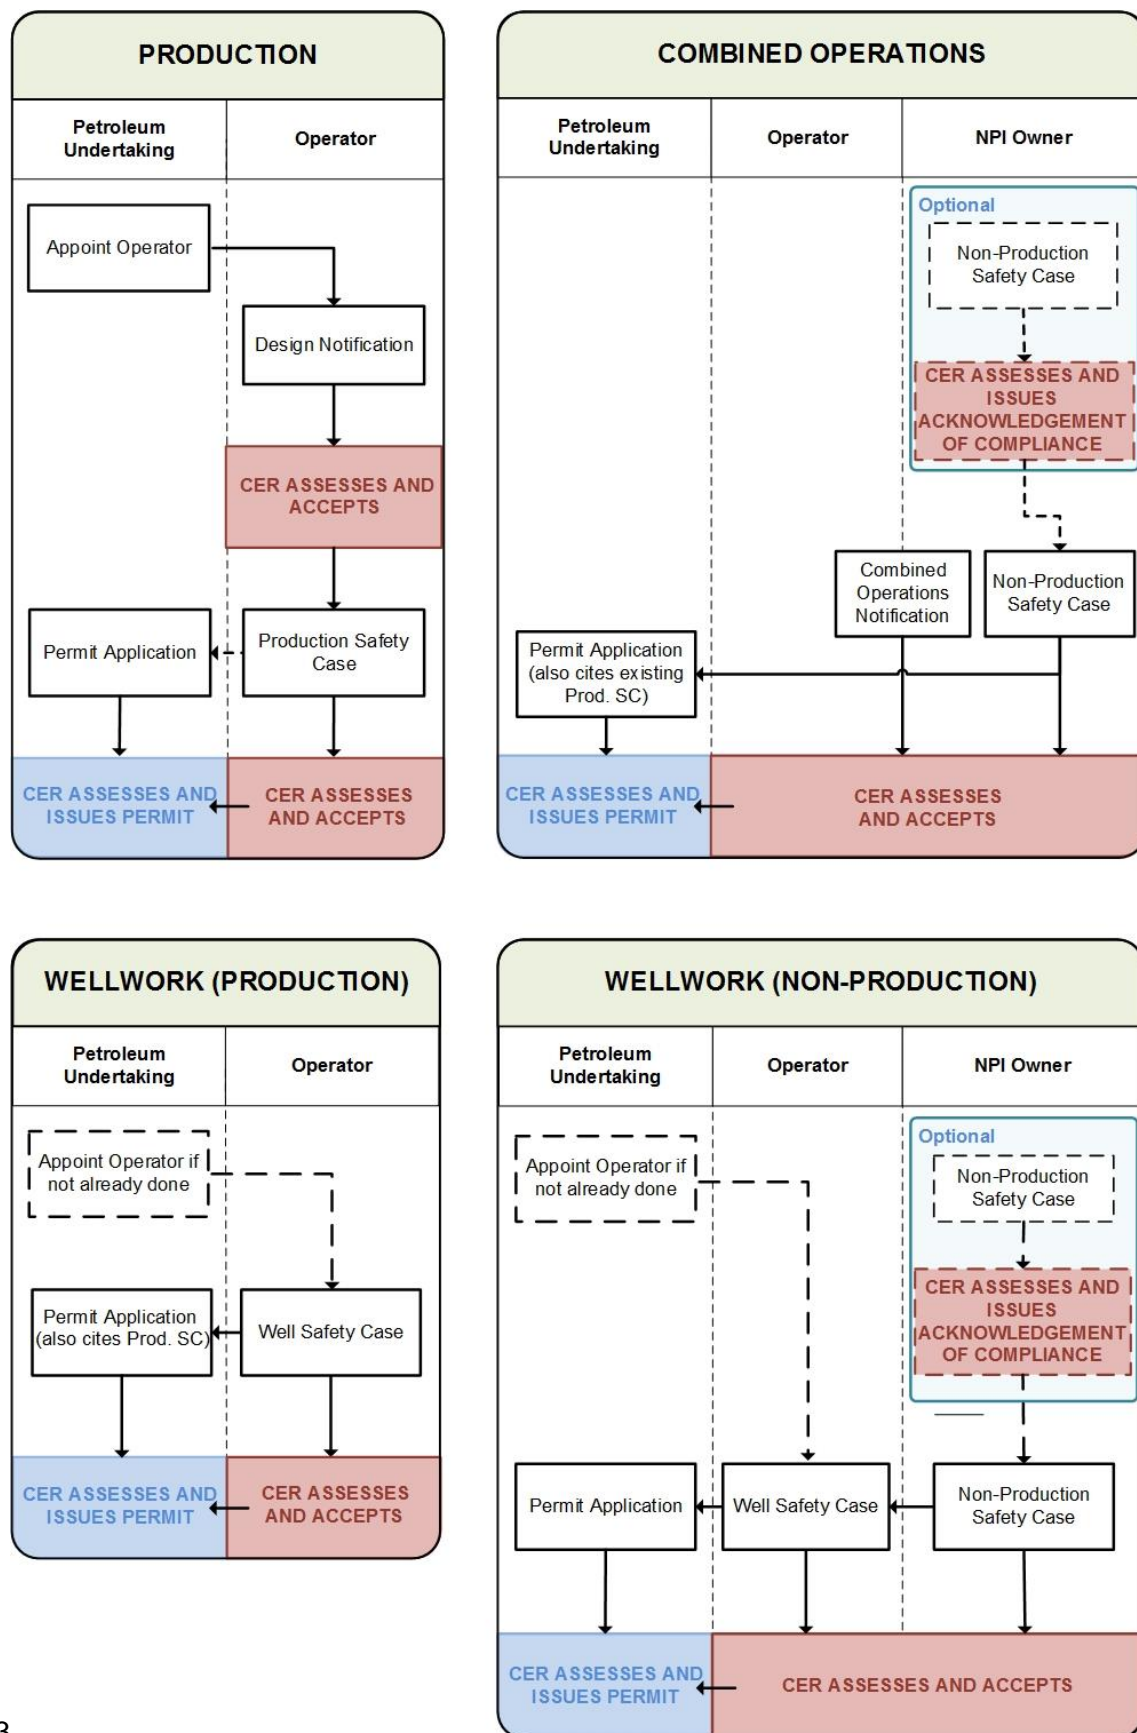 PRODUCTION
Petroleum
Undertaking
Operator
Appoint Operator
Design Notification
CER ASSESSES AND
ACCEPTS
Permit Application
Production Safety
Case
CER ASSESSES AND
ISSUES PERMIT
CER ASSESSES
AND ACCEPTS
COMBINED OPERATIONS
Petroleum
Undertaking
Operator
NPI Owner
Optional
Non-Production
Safety Case
CER ASSESSES AND
ISSUES
ACKNOWLEDGEMENT
OF COMPLIANCE
Combined
Operations
Notification
Non-Production
Safety Case
Permit Application
(also cites existing
Prod. SC)
CER ASSESSES AND
ISSUES PERMIT
CER ASSESSES
AND ACCEPTS
WELLWORK (PRODUCTION)
Petroleum
Undertaking
Operator
Appoint Operator if
not already done
Permit Application
(also cites Prod. SC)
Well Safety Case
CER ASSESSES AND
ISSUES PERMIT
CER ASSESSES
AND ACCEPTS
WELLWORK (NON-PRODUCTION)
Petroleum
Undertaking
Operator
NPI Owner
Appoint Operator if
not already done
Optional
Non-Production
Safety Case
CER ASSESSES AND
ISSUES
ACKNOWLEDGEMENT
OF COMPLIANCE
Permit Application
Well Safety Case
Non-Production
Safety Case
CER ASSESSES AND
ISSUES PERMIT
CER ASSESSES AND ACCEPTS